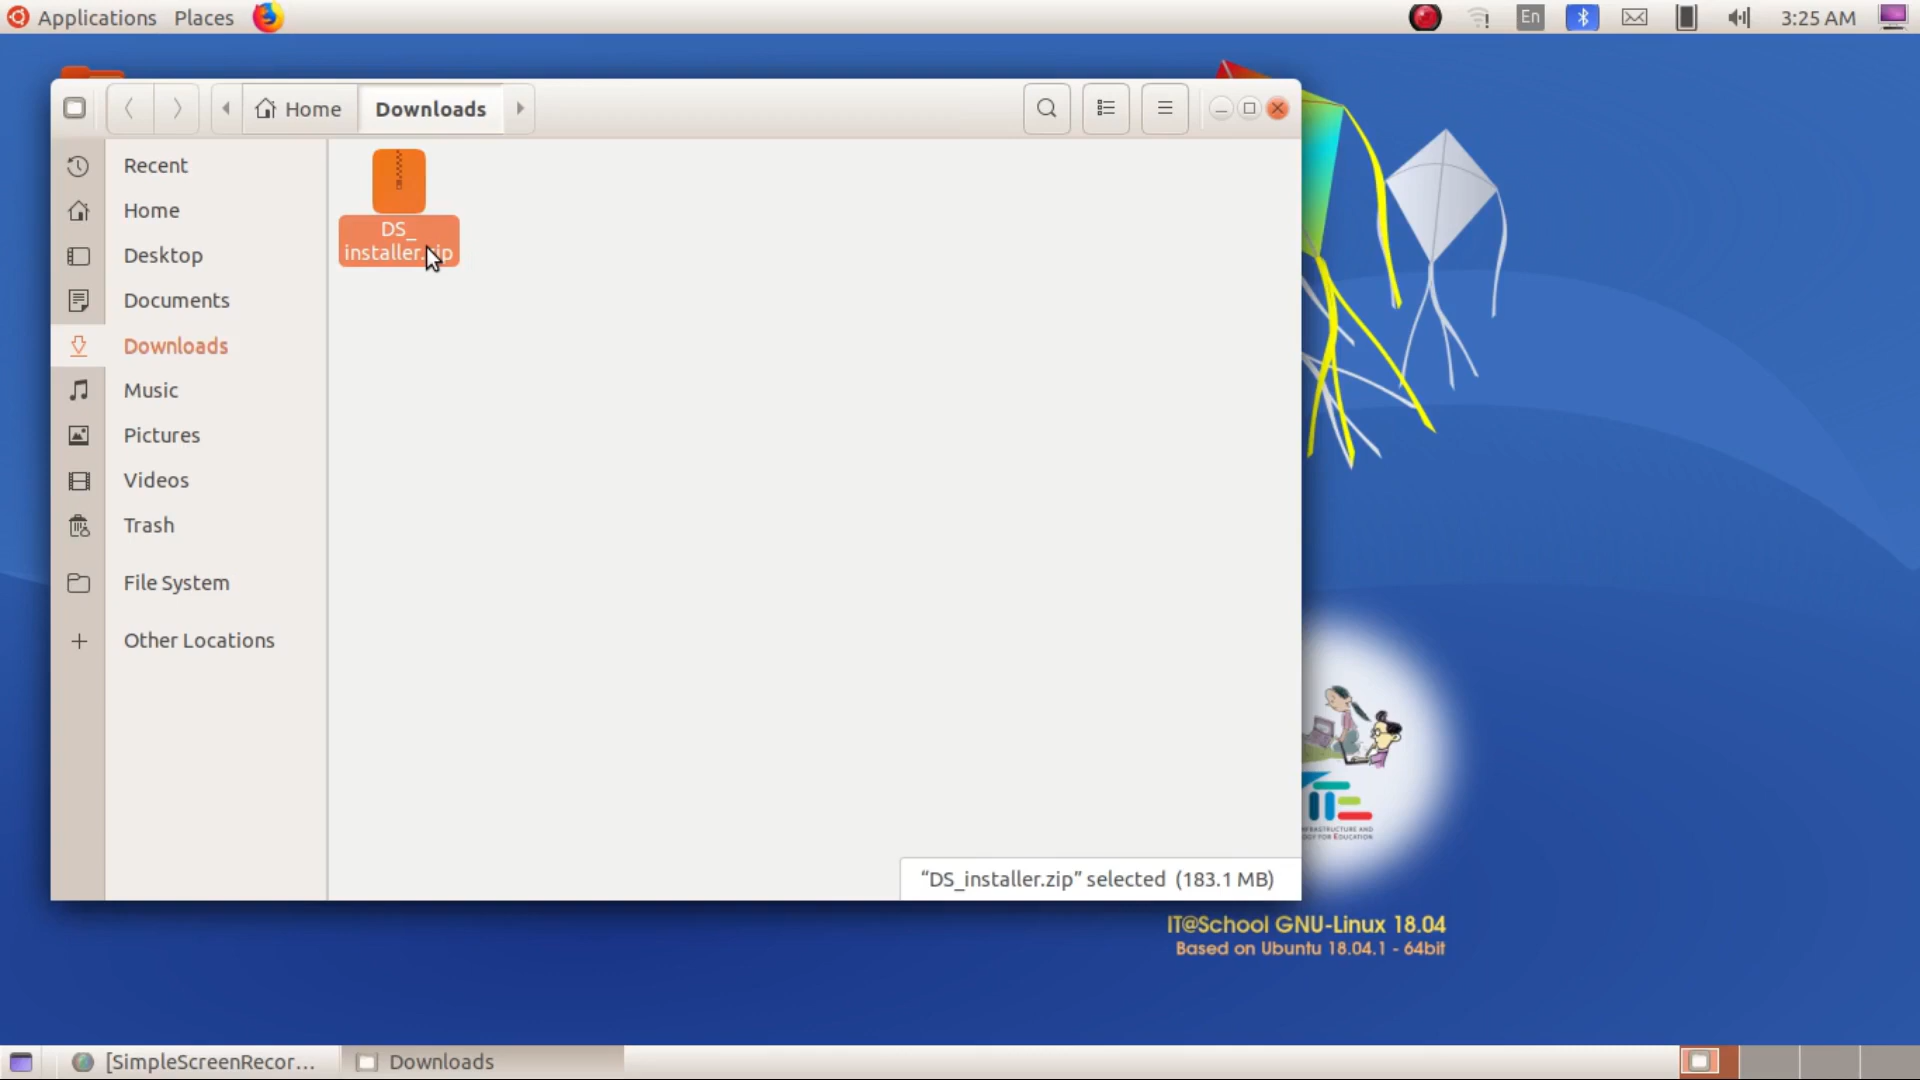 Applications Places
En
3:25 AM
Home Downloads
Recent
Home
Desktop
Documents
Downloads
Music
Pictures
Videos
Trash
File System
Other Locations
DS_
installer.zip
“DS_installer.zip” selected (183.1 MB)
IT@School GNU-Linux 18.04
Based on Ubuntu 18.04.1 - 64bit
[SimpleScreenRecor... Downloads